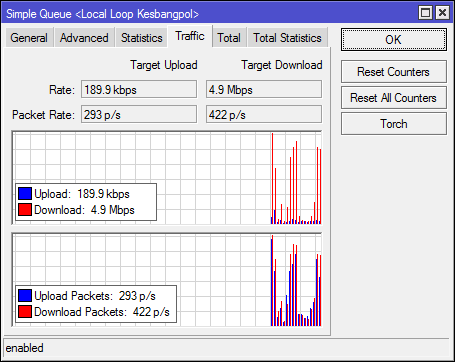 Simple Queue <Local Loop Kesbangpol>
General Advanced Statistics Traffic Total Total Statistics
OK
Target Upload Target Download
Reset Counters
Rate: 189.9 kbps 4.9 Mbps
Reset All Counters
Packet Rate: 293 p/s 422 p/s
Torch
Upload: 189.9 kbps
Download: 4.9 Mbps
Upload Packets: 293 p/s
Download Packets: 422 p/s
enabled